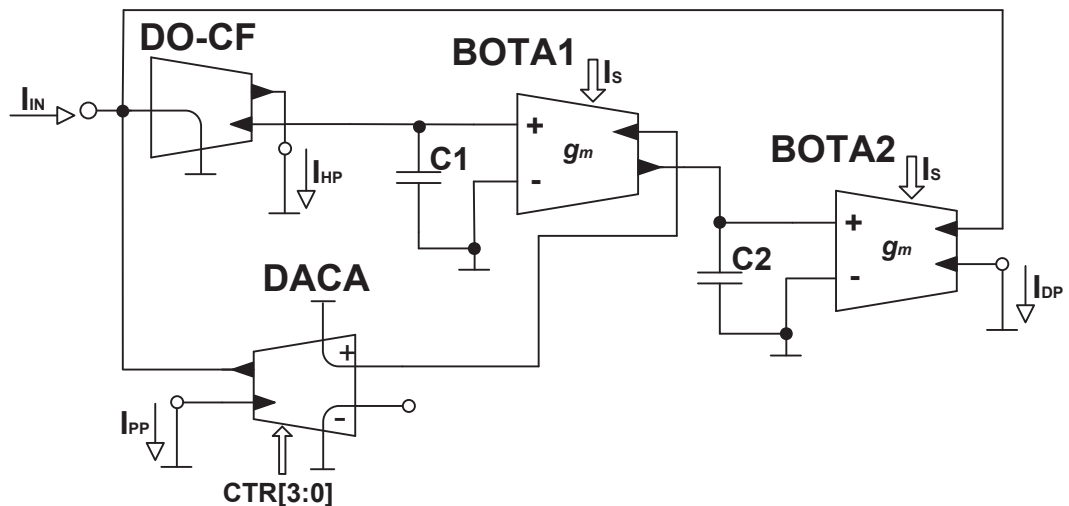 DO-CF
BOTA1
IS
IIN
+
gm
-
C1
IHP
BOTA2
IS
+
gm
-
C2
IDP
DACA
+
-
IPP
CTR[3:0]